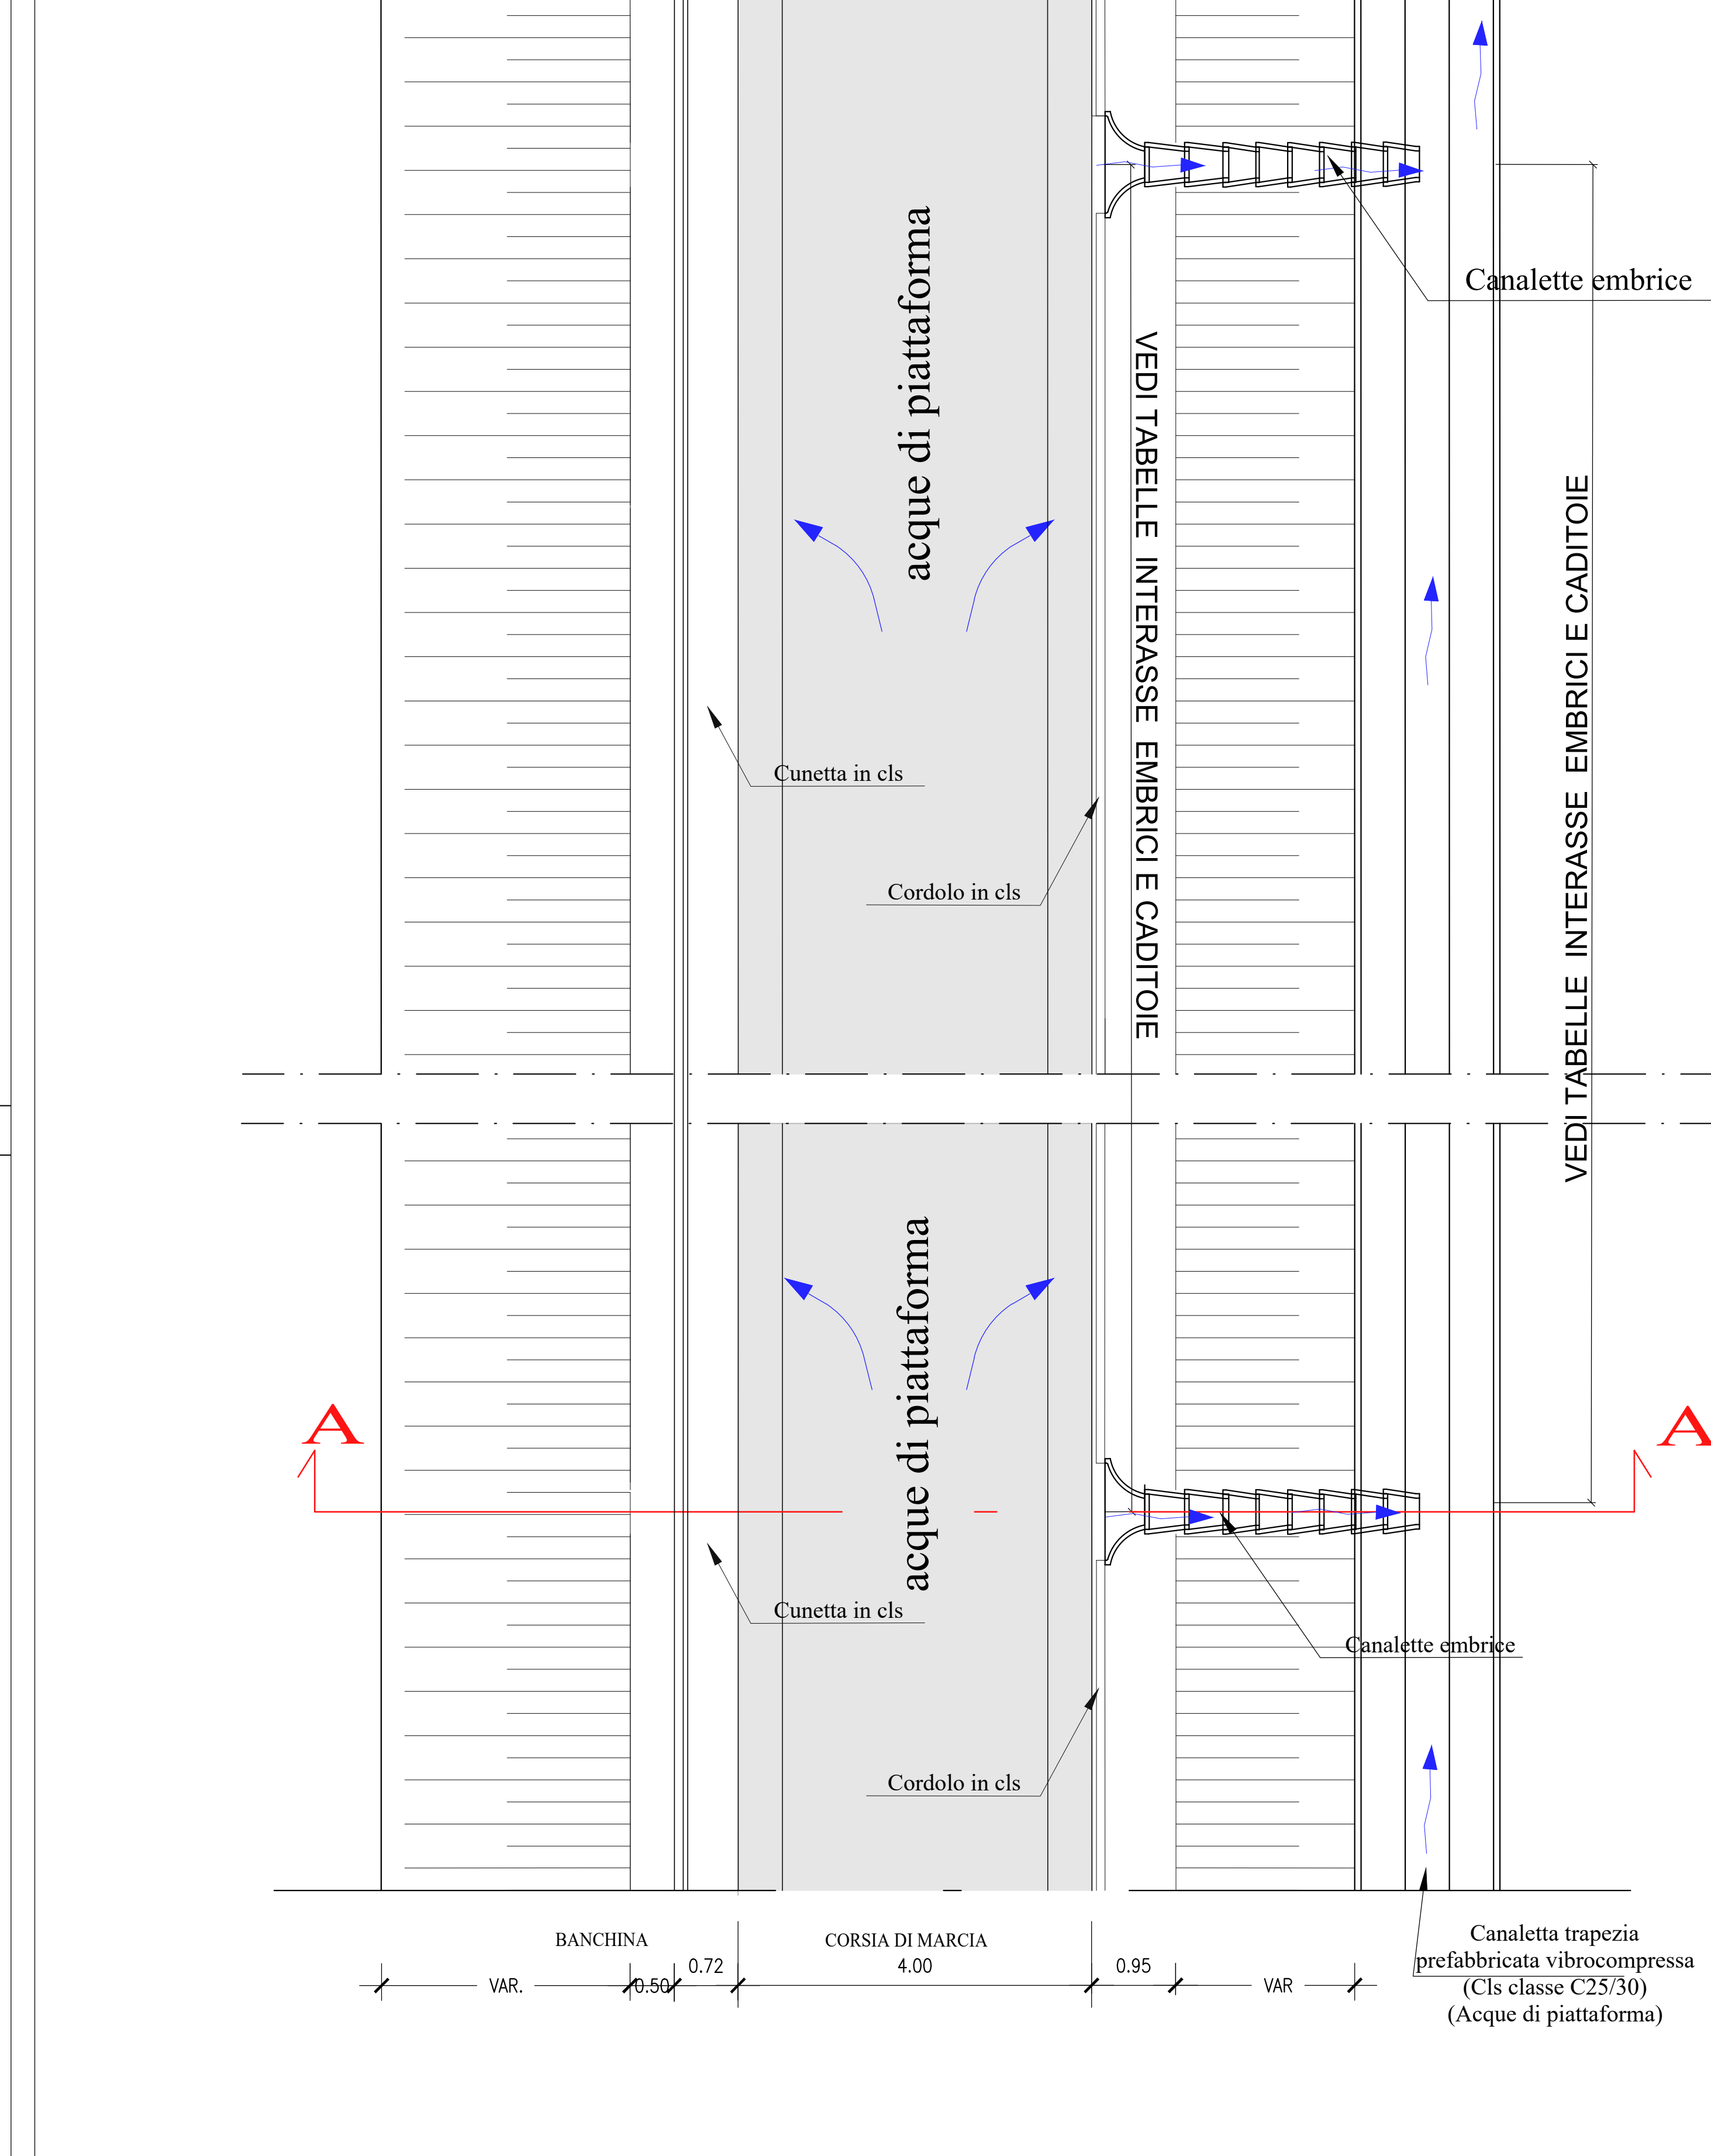 acque di piattaforma
Canalette embrice
VEDI TABELLE INTERASSE EMBRICI E CADITOIE
VEDI TABELLE INTERASSE EMBRICI E CADITOIE
Cunetta in cls
Cordolo in cls
acque di piattaforma
A
A
Cunetta in cls
Canalette embrice
Cordolo in cls
BANCHINA
CORSIA DI MARCIA
VAR.
0.50
0.72
4.00
0.95
VAR
Canaletta trapezia
prefabbricata vibrocompressa
(Cls classe C25/30)
(Acque di piattaforma)